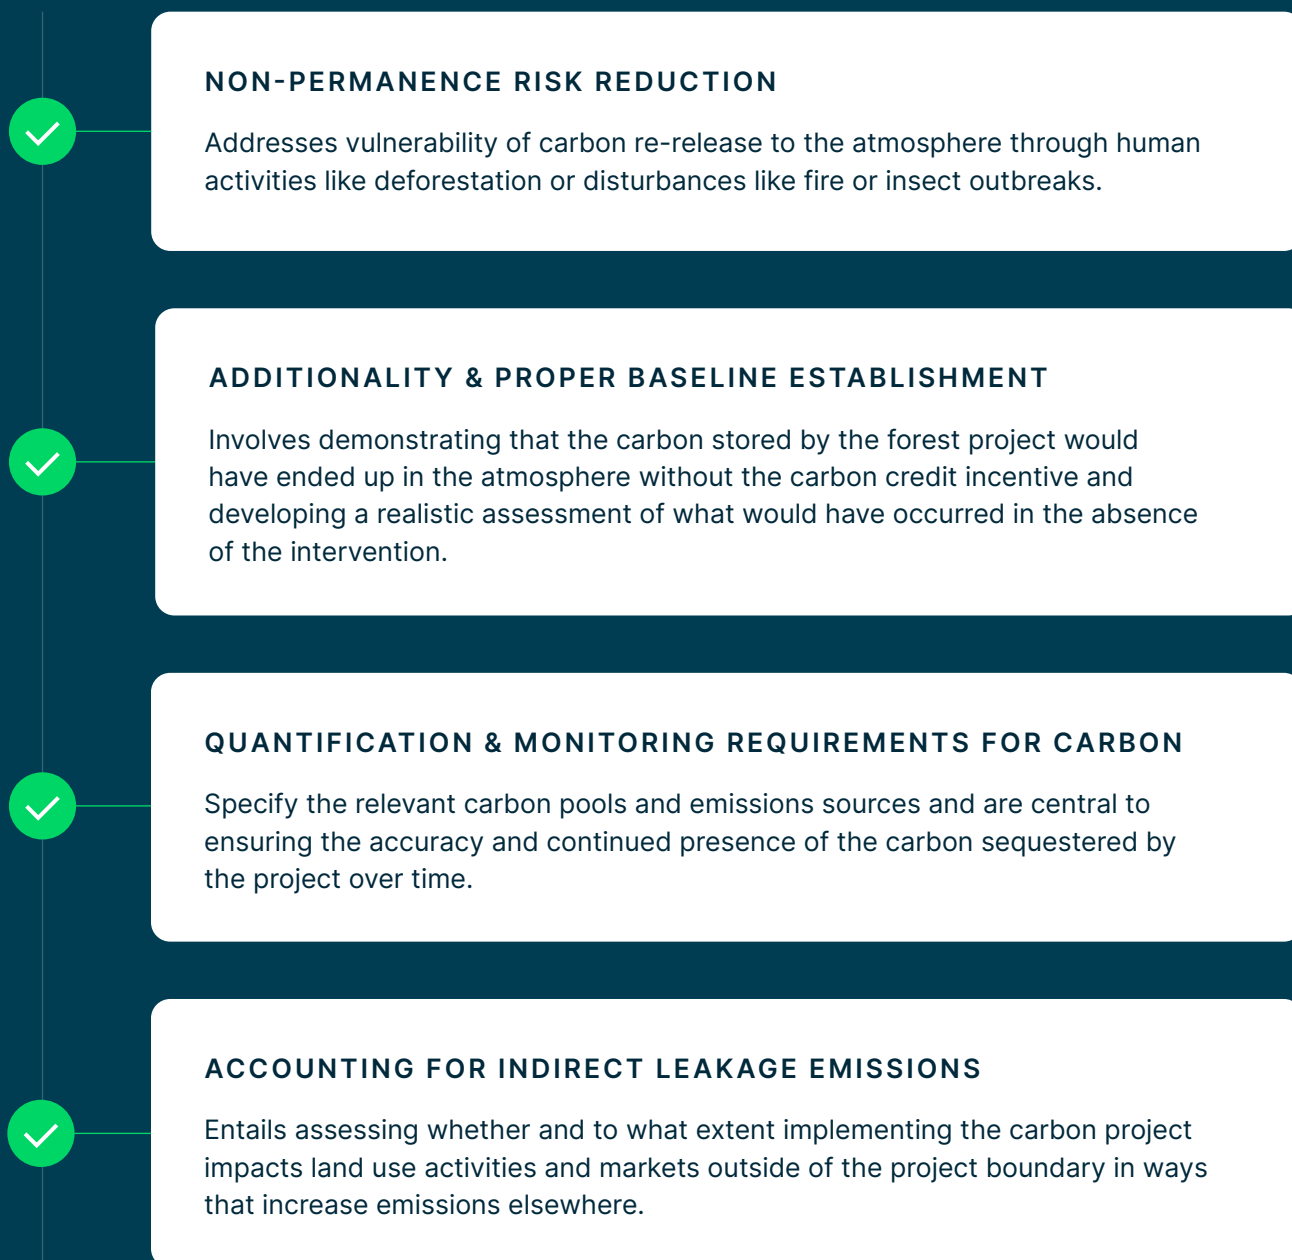 NON-PERMANENCE RISK REDUCTION
Addresses vulnerability of carbon re-release to the atmosphere through human
activities like deforestation or disturbances like fire or insect outbreaks.
ADDITIONALITY & PROPER BASELINE ESTABLISHMENT
Involves demonstrating that the carbon stored by the forest project would
have ended up in the atmosphere without the carbon credit incentive and
developing a realistic assessment of what would have occurred in the absence
of the intervention.
QUANTIFICATION & MONITORING REQUIREMENTS FOR CARBON
Specify the relevant carbon pools and emissions sources and are central to
ensuring the accuracy and continued presence of the carbon sequestered by
the project over time.
ACCOUNTING FOR INDIRECT LEAKAGE EMISSIONS
Entails assessing whether and to what extent implementing the carbon project
impacts land use activities and markets outside of the project boundary in ways
that increase emissions elsewhere.